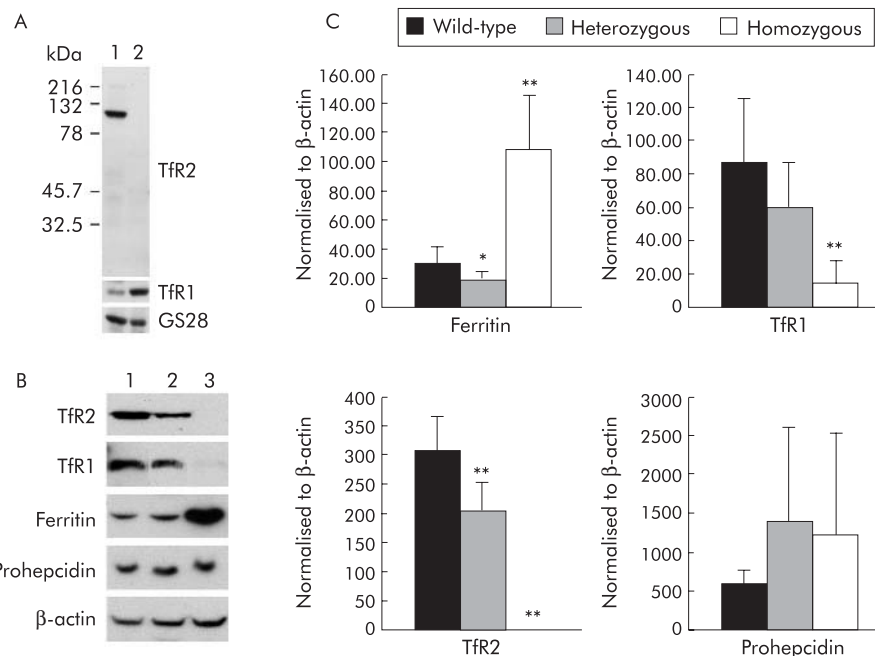 A
kDa 1 2
216
132
78
45.7
32.5
TfR2
TfR1
GS28
B
1 2 3
TfR2
TfR1
Ferritin
Prohepcidin
β-actin
C
Wild-type Heterozygous Homozygous
Normalised to β-actin
160.00
140.00
120.00
100.00
80.00
60.00
40.00
20.00
0
*
**
Ferritin
Normalised to β-actin
140.00
120.00
100.00
80.00
60.00
40.00
20.00
0
**
TfR1
Normalised to β-actin
400
350
300
250
200
150
100
50
0
**
**
TfR2
Normalised to β-actin
3000
3000
2500
2000
1500
1000
500
0
Prohepcidin